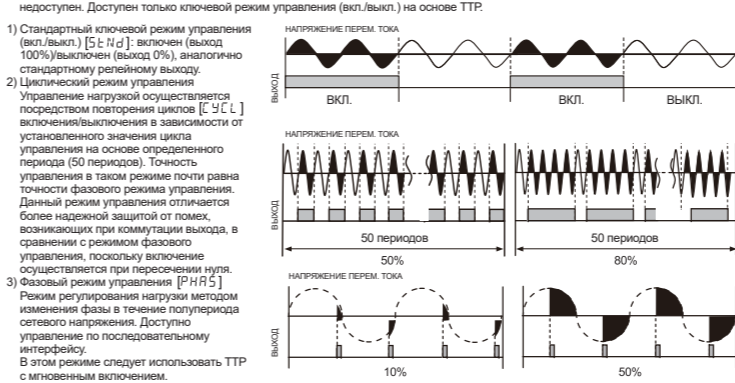 недоступен. Доступен только ключевой режим управления (вкл./выкл.) на основе ТТР.
1) Стандартный ключевой режим управления
(вкл./выкл.) [StNd]: включен (выход
100%)/выключен (выход 0%), аналогично
стандартному релейному выходу.
2) Циклический режим управления
Управление нагрузкой осуществляется
посредством повторения циклов [CYCL]
включения/выключения в зависимости от
установленного значения цикла
управления на основе определенного
периода (50 периодов). Точность
управления в таком режиме почти равна
точности фазового режима управления.
Данный режим управления отличается
более надежной защитой от помех,
возникающих при коммутации выхода, в
сравнении с режимом фазового
управления, поскольку включение
осуществляется при пересечении нуля.
3) Фазовый режим управления [PHAS]
Режим регулирования нагрузки методом
изменения фазы в течение полупериода
сетевого напряжения. Доступно
управление по последовательному
интерфейсу.
В этом режиме следует использовать ТТР
с мгновенным включением.
НАПРЯЖЕНИЕ ПЕРЕМ. ТОКА
ВЫХОД
ВКЛ.
ВКЛ.
ВЫКЛ.
НАПРЯЖЕНИЕ ПЕРЕМ. ТОКА
ВЫХОД
50 периодов
50 периодов
50%
80%
НАПРЯЖЕНИЕ ПЕРЕМ. ТОКА
ВЫХОД
10%
50%